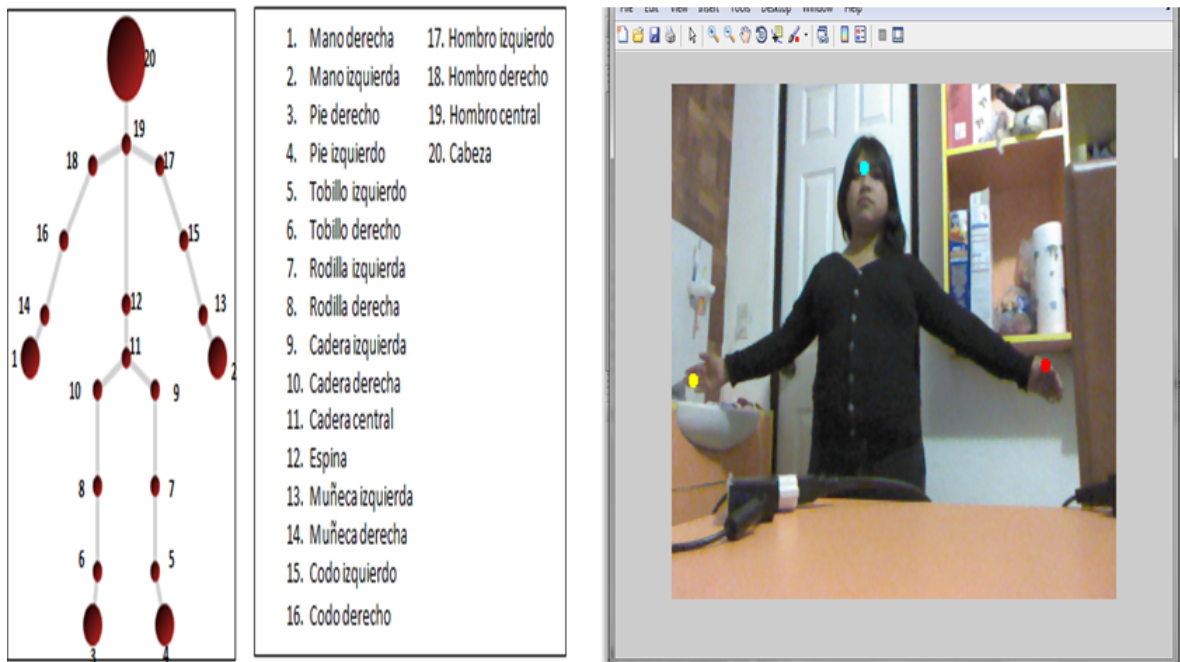 20
19
18
17
16
15
14
13
12
1
11
2
10
9
8
7
6
5
3
4
1. Mano derecha
2. Mano izquierda
3. Pie derecho
4. Pie izquierdo
5. Tobillo izquierdo
6. Tobillo derecho
7. Rodilla izquierda
8. Rodilla derecha
9. Cadera izquierda
10. Cadera derecha
11. Cadera central
12. Espina
13. Muñeca izquierda
14. Muñeca derecha
15. Codo izquierdo
16. Codo derecho
17. Hombro izquierdo
18. Hombro derecho
19. Hombro central
20. Cabeza
File Edit View Insert Tools Desktop Window Help